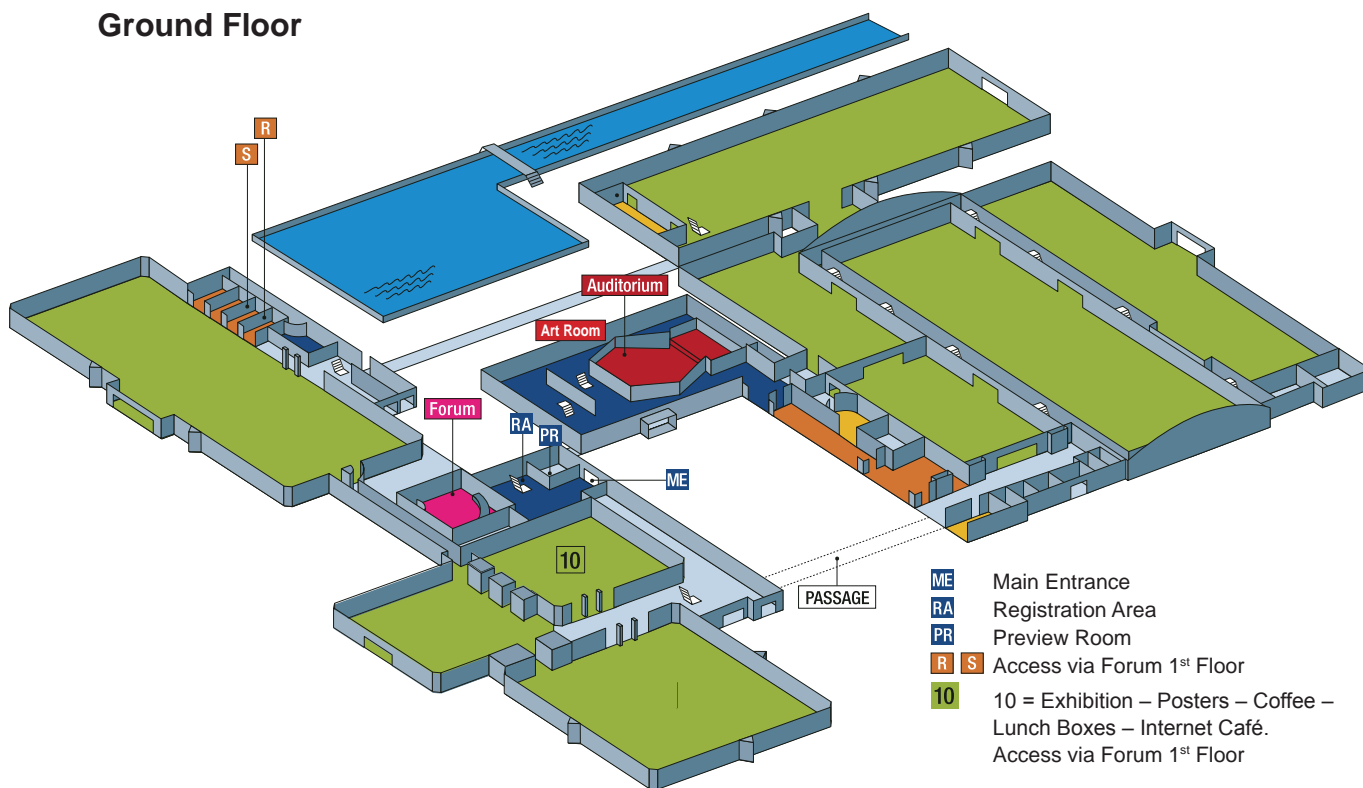 Ground Floor
R
S
Auditorium
Art Room
Forum
RA
PR
ME
10
PASSAGE
ME Main Entrance
RA Registration Area
PR Preview Room
R S Access via Forum 1st Floor
10 10 = Exhibition – Posters – Coffee –
Lunch Boxes – Internet Café.
Access via Forum 1st Floor